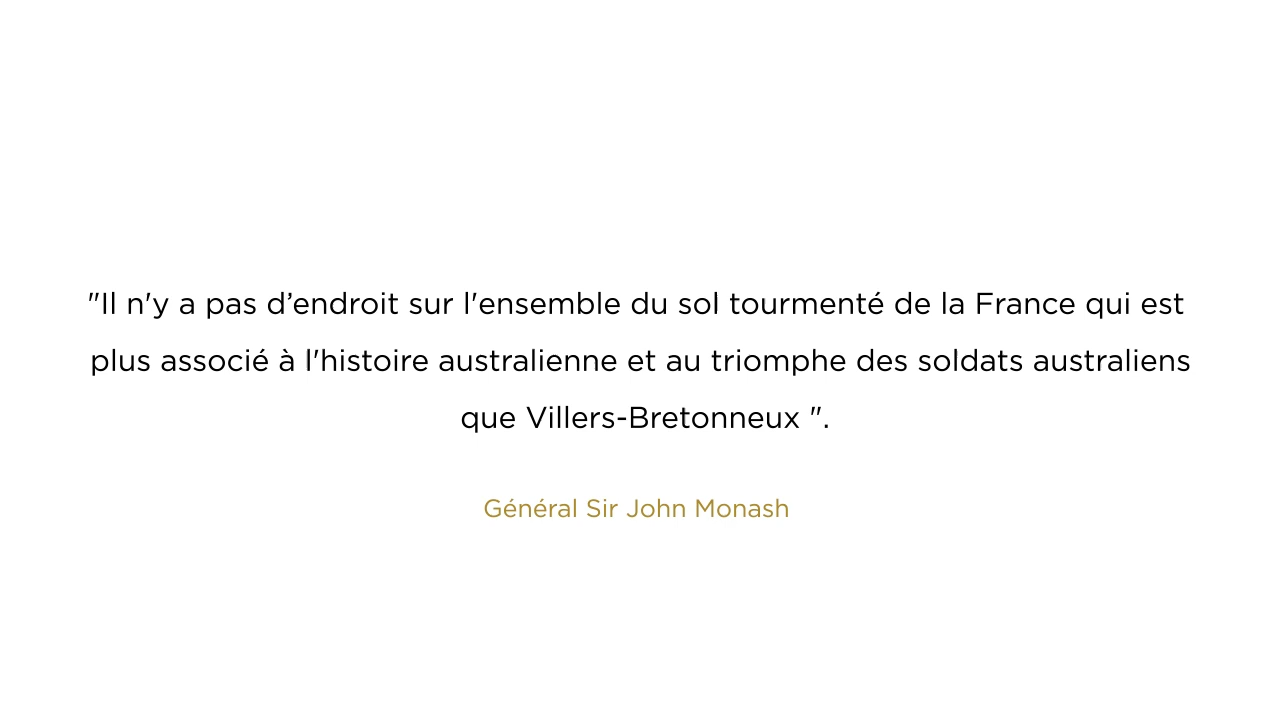 "Il n'y a pas d’endroit sur l'ensemble du sol tourmenté de la France qui est
plus associé à l'histoire australienne et au triomphe des soldats australiens
que Villers-Bretonneux ".
Général Sir John Monash